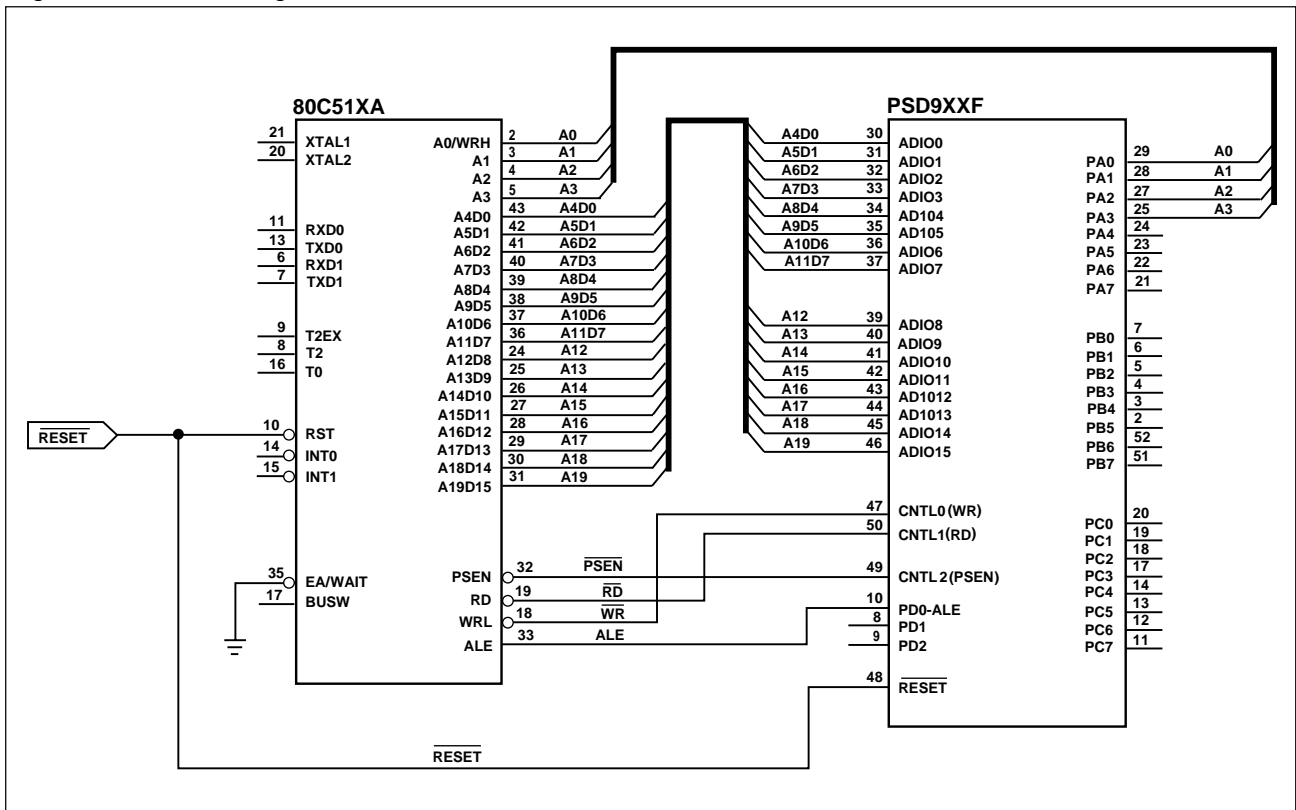 80C51XA
21 XTAL1
20 XTAL2
11 RXD0
13 TXD0
6 RXD1
7 TXD1
9 T2EX
8 T2
16 T0
10 RST
14 INT0
15 INT1
35 EA/WAIT
17 BUSW
A0/WRH 2 A0
A1 3 A1
A2 4 A2
A3 5 A3
A4D0 43 A4D0
A5D1 42 A5D1
A6D2 41 A6D2
A7D3 40 A7D3
A8D4 39 A8D4
A9D5 38 A9D5
A10D6 37 A10D6
A11D7 36 A11D7
A12D8 24 A12
A13D9 25 A13
A14D10 26 A14
A15D11 27 A15
A16D12 28 A16
A17D13 29 A17
A18D14 30 A18
A19D15 31 A19
PSEN 32 PSEN
RD 19 RD
WRL 18 WR
ALE 33 ALE
RESET
RESET
PSD9XXF
A4D0 30 ADIO0
A5D1 31 ADIO1
A6D2 32 ADIO2
A7D3 33 ADIO3
A8D4 34 AD104
A9D5 35 AD105
A10D6 36 ADIO6
A11D7 37 ADIO7
A12 39 ADIO8
A13 40 ADIO9
A14 41 ADIO10
A15 42 ADIO11
A16 43 AD1012
A17 44 AD1013
A18 45 ADIO14
A19 46 ADIO15
47 CNTL0(WR)
50 CNTL1(RD)
49 CNTL2(PSEN)
10 PD0-ALE
8 PD1
9 PD2
48 RESET
PA0 29 A0
PA1 28 A1
PA2 27 A2
PA3 25 A3
PA4 24
PA5 23
PA6 22
PA7 21
PB0 7
PB1 6
PB2 5
PB3 4
PB4 3
PB5 2
PB6 52
PB7 51
PC0 20
PC1 19
PC2 18
PC3 17
PC4 14
PC5 13
PC6 12
PC7 11